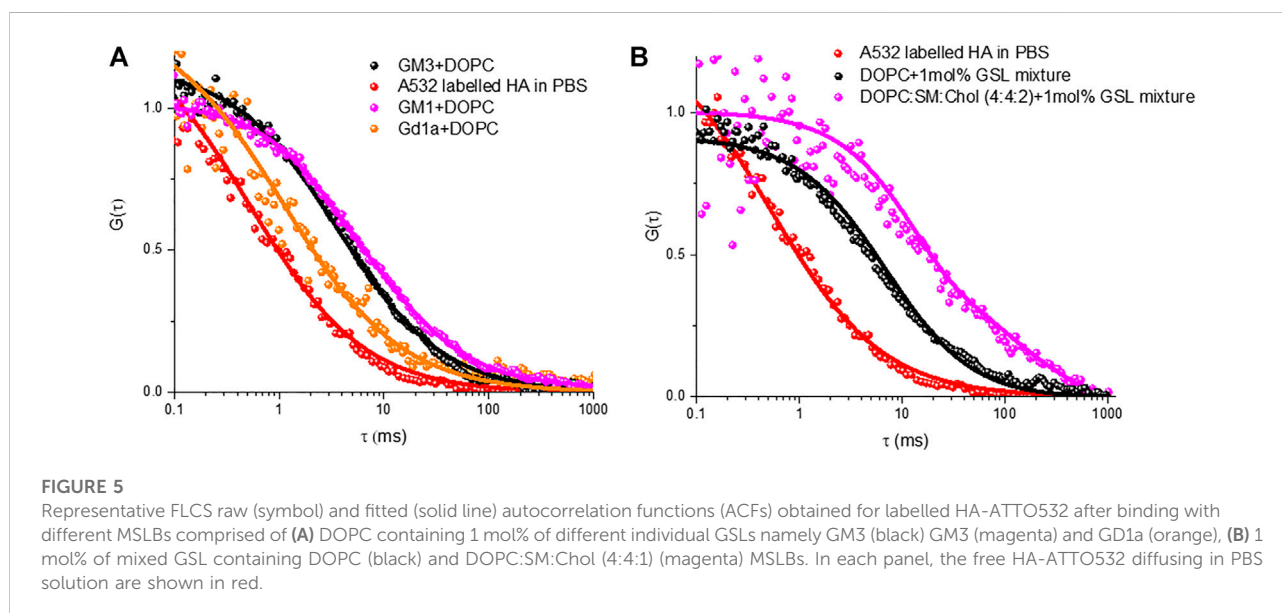 A
GM3+DOPC
A532 labelled HA in PBS
GM1+DOPC
Gd1a+DOPC
1.0
0.5
0.0
G(τ)
0.1
1
10
100
1000
τ (ms)
B
A532 labelled HA in PBS
DOPC+1mol% GSL mixture
DOPC:SM:Chol (4:4:2)+1mol% GSL mixture
1.0
0.5
0.0
G(τ)
0.1
1
10
100
1000
τ (ms)
FIGURE 5
Representative FLCS raw (symbol) and fitted (solid line) autocorrelation functions (ACFs) obtained for labelled HA-ATTO532 after binding with
different MSLBs comprised of (A) DOPC containing 1 mol% of different individual GSLs namely GM3 (black) GM3 (magenta) and GD1a (orange), (B) 1
mol% of mixed GSL containing DOPC (black) and DOPC:SM:Chol (4:4:1) (magenta) MSLBs. In each panel, the free HA-ATTO532 diffusing in PBS
solution are shown in red.